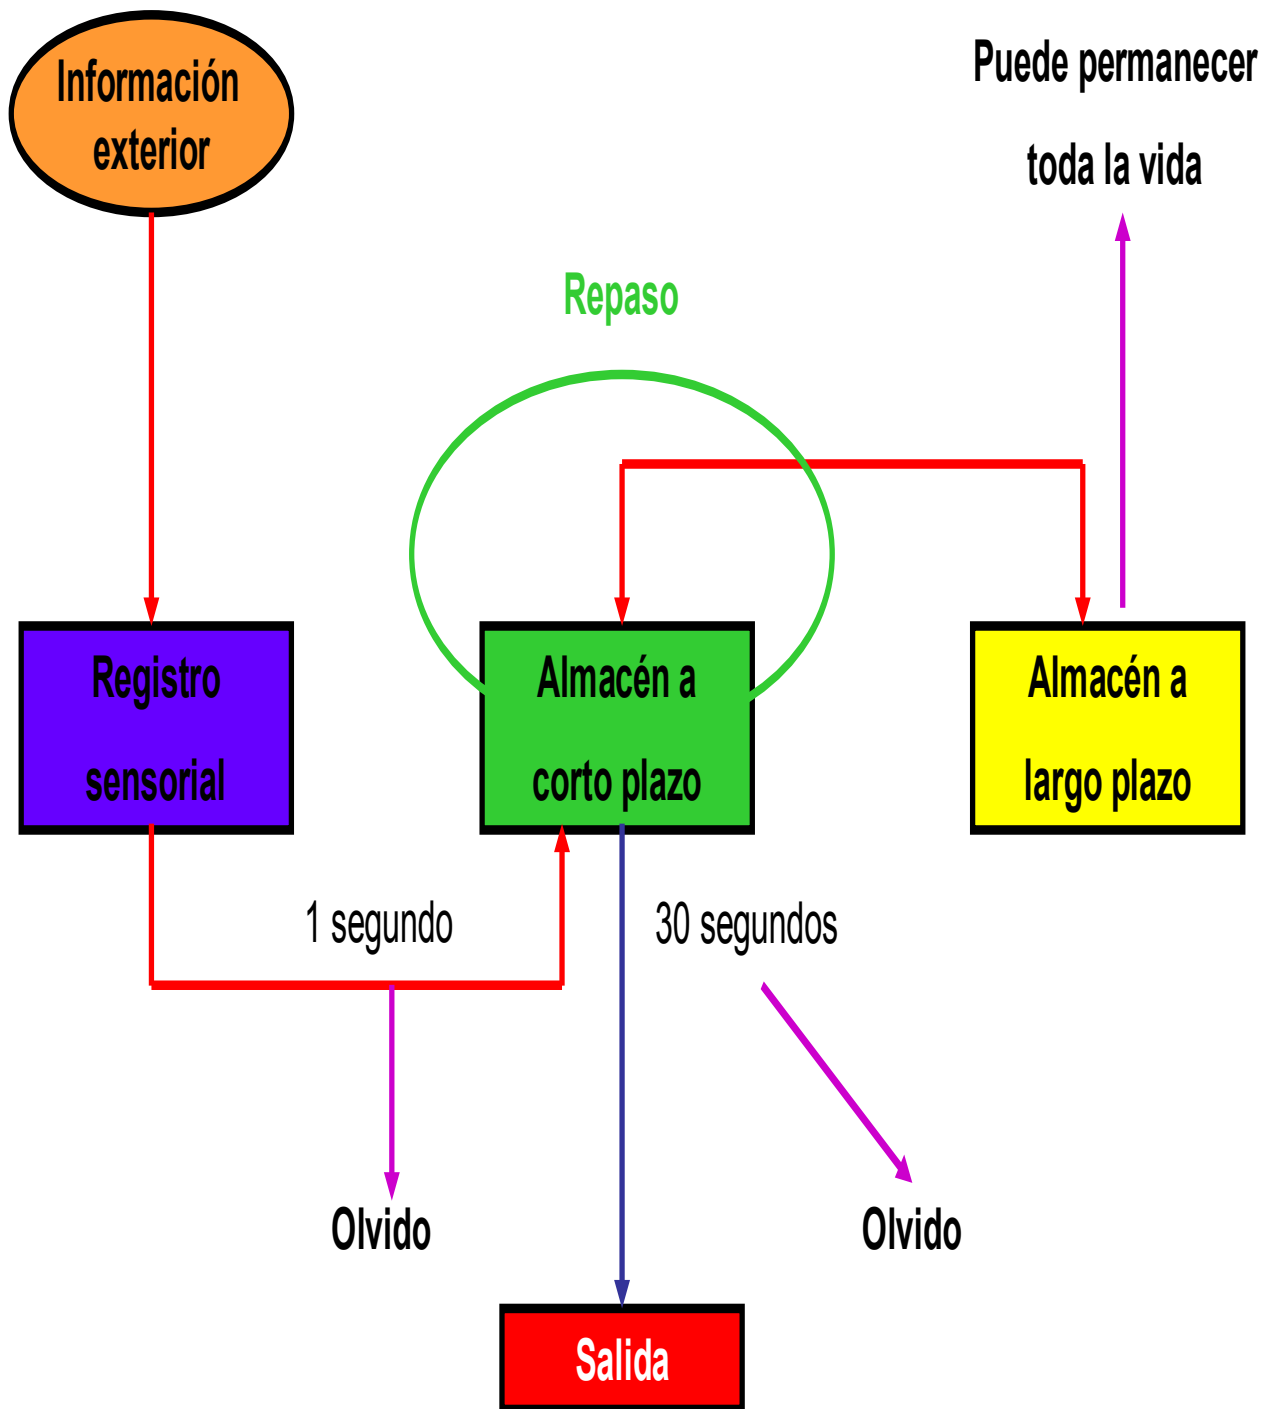 Información
exterior
Puede permanecer
toda la vida
Repaso
Registro
sensorial
Almacén a
corto plazo
Almacén a
largo plazo
1 segundo
30 segundos
Olvido
Olvido
Salida